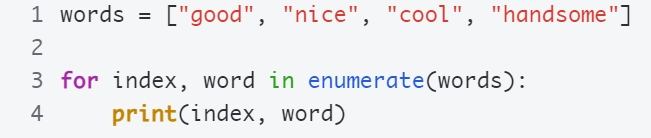 1 words = ["good", "nice", "cool", "handsome"]
2
3 for index, word in enumerate(words):
4     print(index, word)